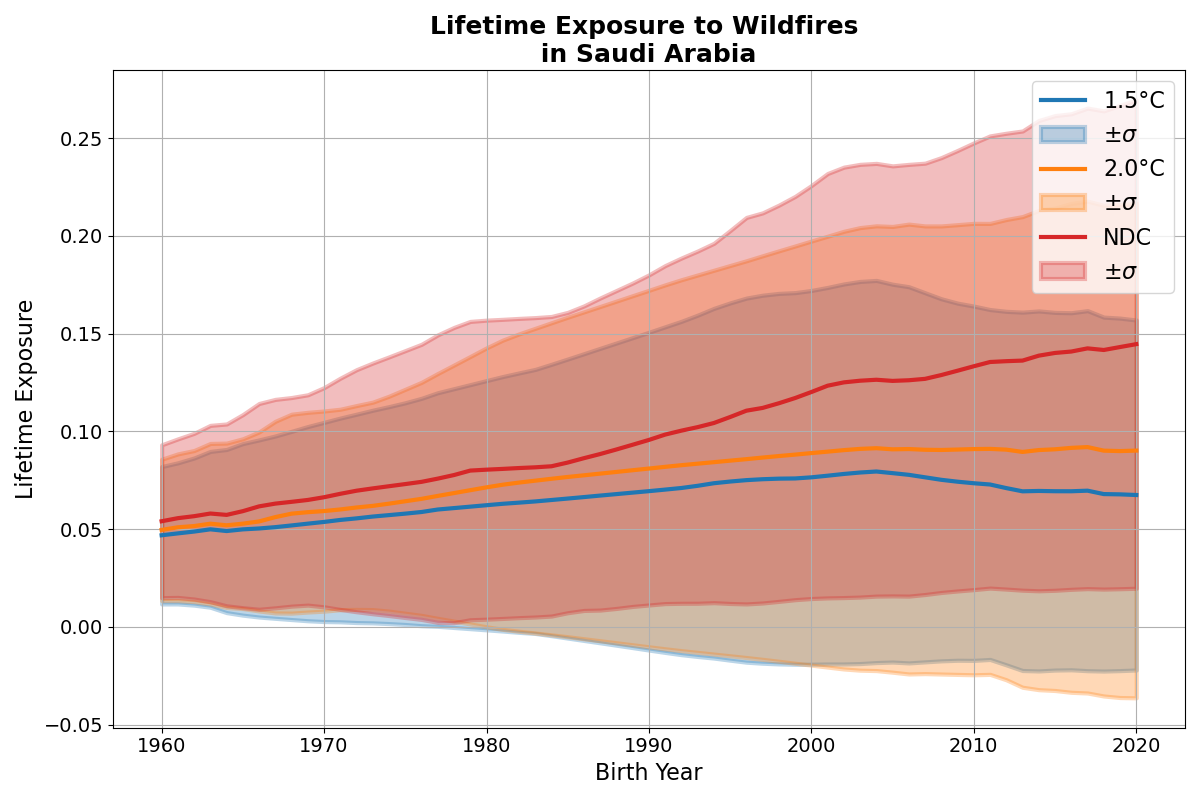 Lifetime Exposure to Wildfires
in Saudi Arabia
Lifetime Exposure
0.25
0.20
0.15
0.10
0.05
0.00
−0.05
1.5°C
±σ
2.0°C
±σ
NDC
±σ
1960 1970 1980 1990 2000 2010 2020
Birth Year